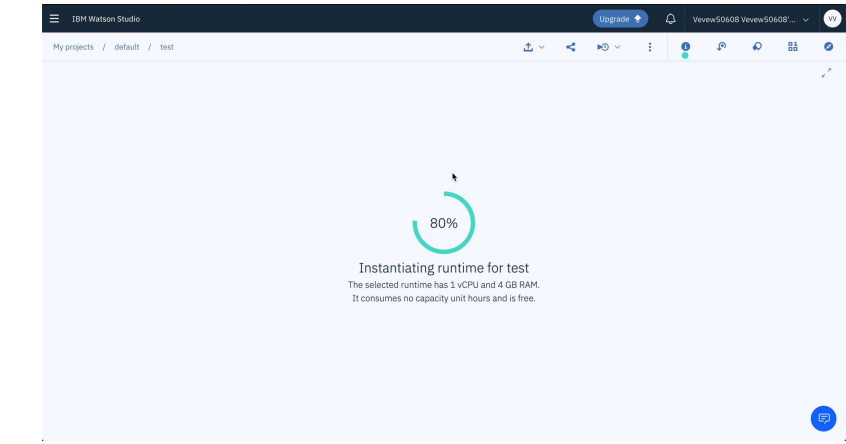 IBM Watson Studio
Upgrade
Vevew50608 Vevew50608'...
VV
My projects / default / test
80%
Instantiating runtime for test
The selected runtime has 1 vCPU and 4 GB RAM.
It consumes no capacity unit hours and is free.